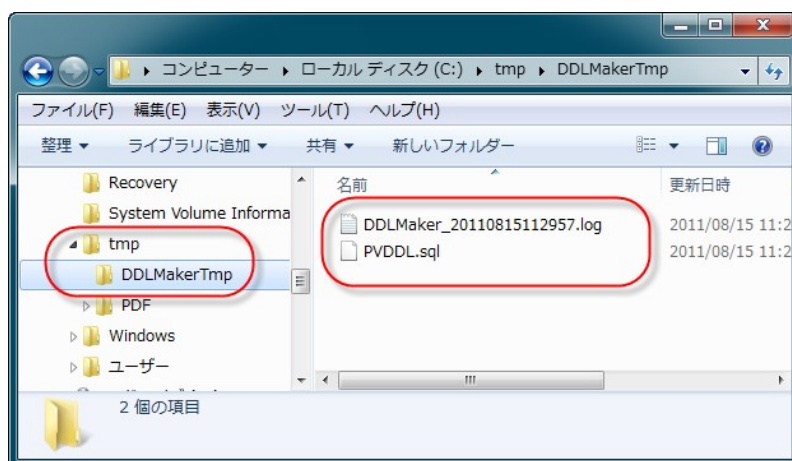 コンピューター ▸ ローカル ディスク (C:) ▸ tmp ▸ DDLMakerTmp
ファイル(F) 編集(E) 表示(V) ツール(T) ヘルプ(H)
整理 ライブラリに追加 共有 新しいフォルダー
Recovery
System Volume Informa
tmp
DDLMakerTmp
PDF
Windows
ユーザー
名前 更新日時
DDLMaker_20110815112957.log 2011/08/15 11:2
PVDDL.sql 2011/08/15 11:2
2 個の項目